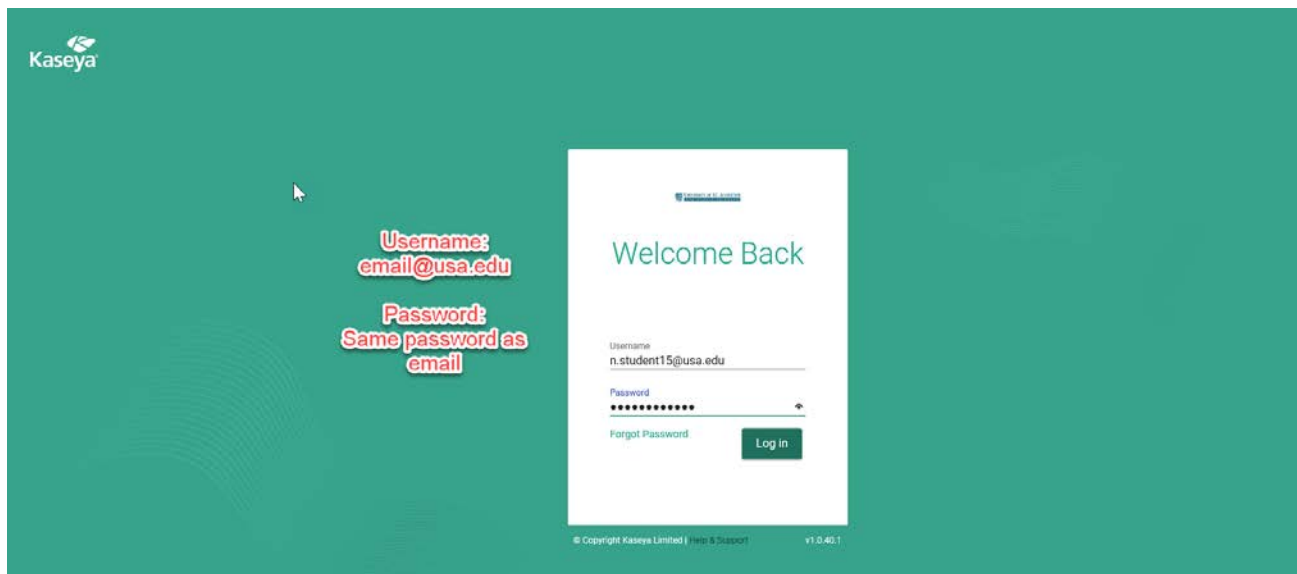 Kaseya
Username:
email@usa.edu
Password:
Same password as
email
Welcome Back
Username
n.student15@usa.edu
Password
••••••••••••
Forgot Password
Log in
© Copyright Kaseya Limited | Help & Support
v1.0.40.1